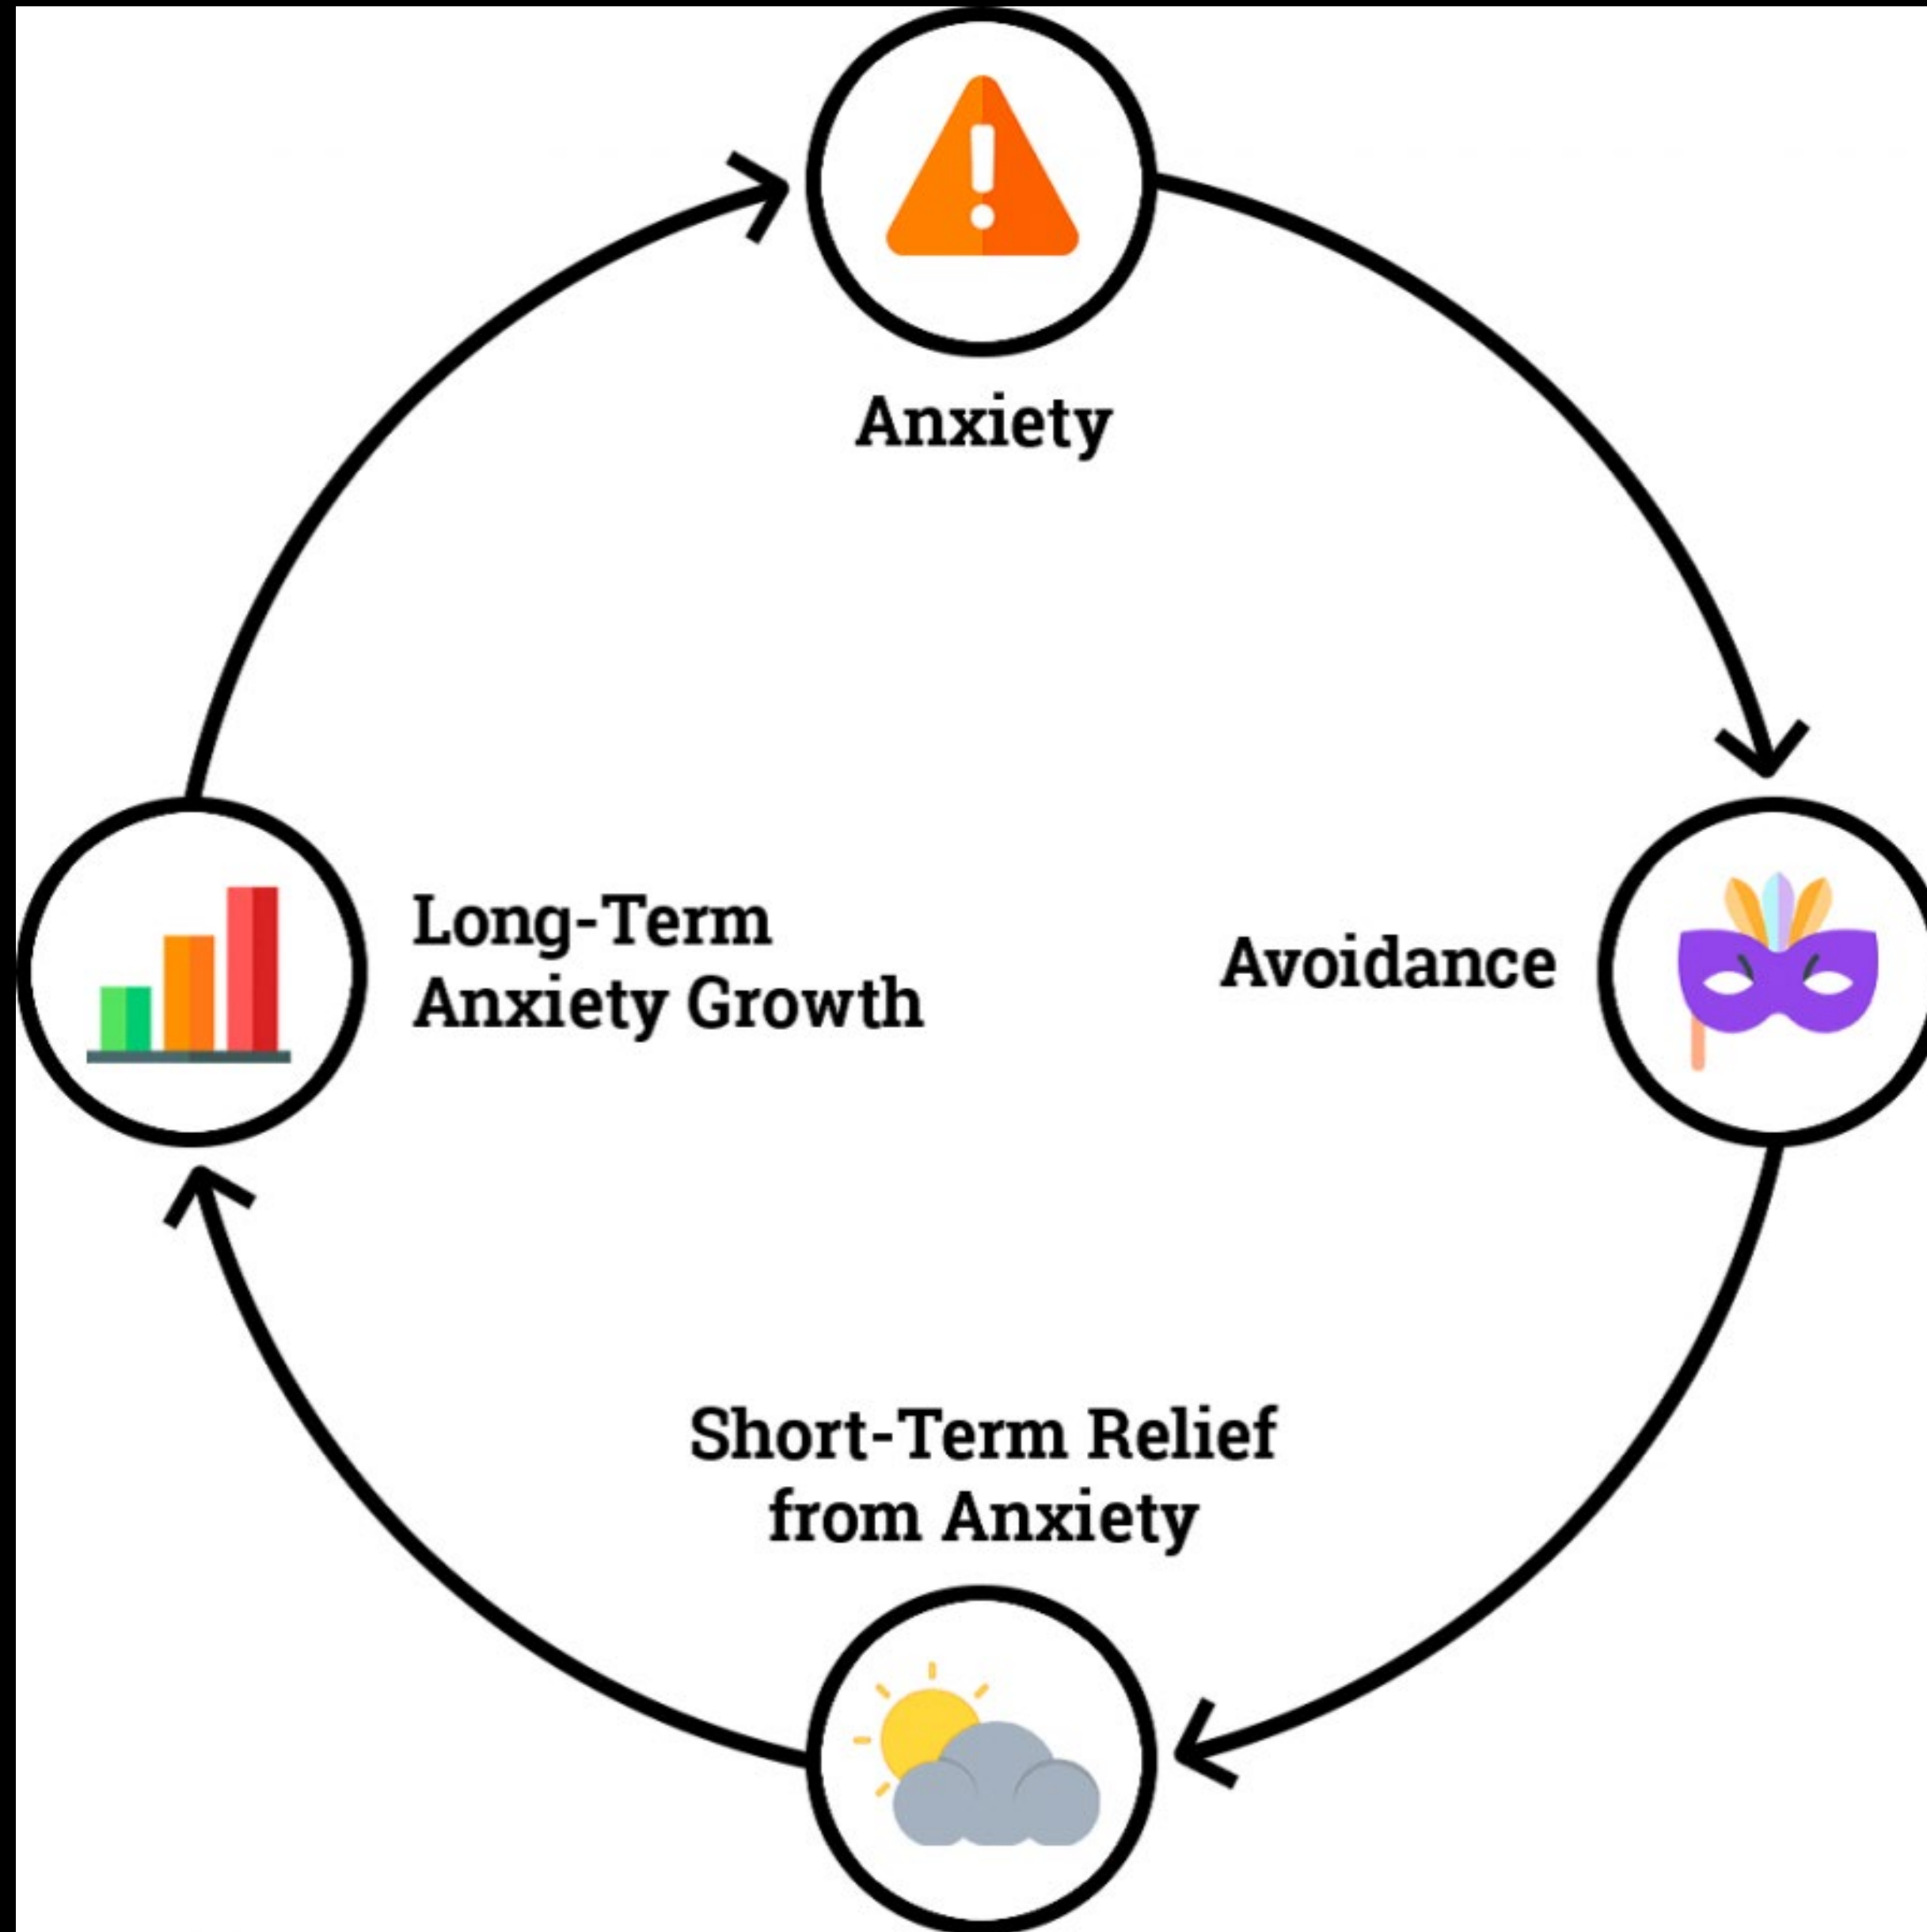 Anxiety
Avoidance
Short-Term Relief
from Anxiety
Long-Term
Anxiety Growth